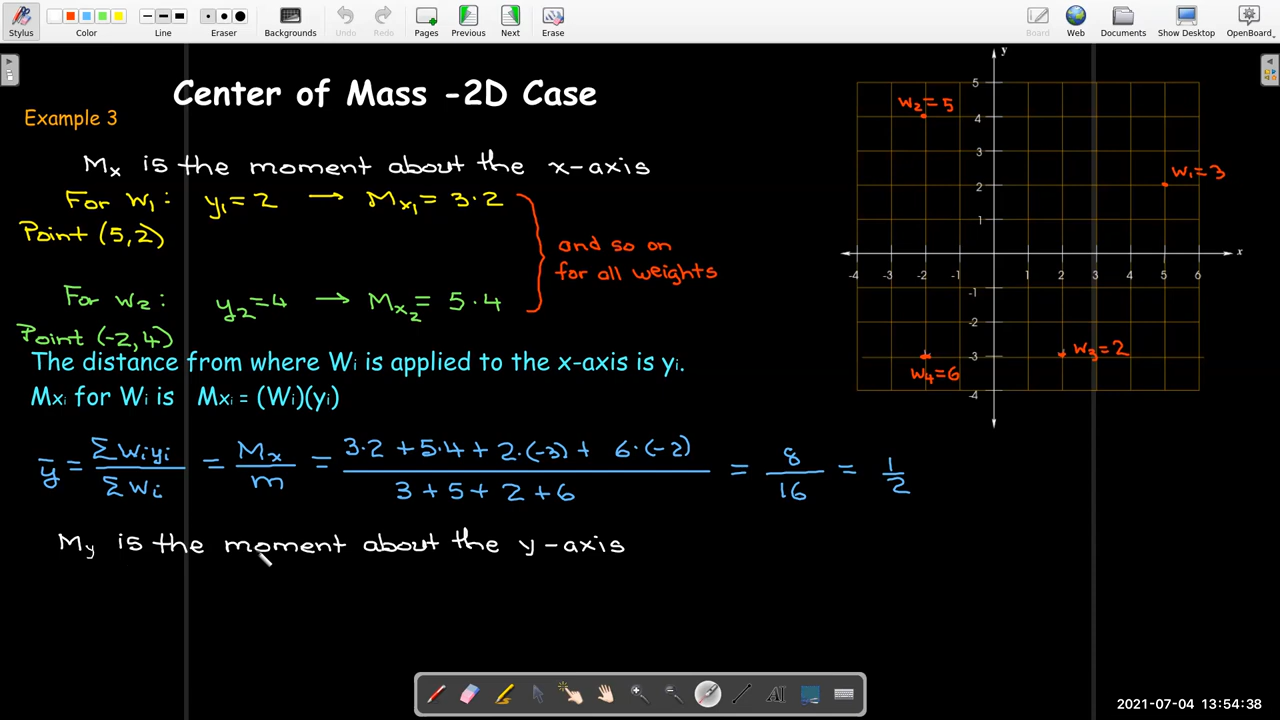 Stylus
Color
Line
Eraser
Backgrounds
Undo
Redo
Pages
Previous
Next
Erase
Board
Web
Documents
Show Desktop
OpenBoard
Center of Mass -2D Case
Example 3
Mx is the moment about the x-axis
For W1: y1=2 → Mx1 = 3·2
Point (5,2)
For W2: y2=4 → Mx2 = 5·4
Point (-2,4)
and so on
for all weights
The distance from where Wi is applied to the x-axis is yi.
Mxi for Wi is Mxi = (Wi)(yi)
ȳ = ΣWiyi / ΣWi = Mx / m = 3·2 +5·4 + 2·(-3) + 6·(-2) / 3 + 5 + 2 + 6 = 8 / 16 = 1 / 2
My is the moment about the y-axis
y
5
W2=5
4
3
W1=3
2
1
x
-4 -3 -2 -1 1 2 3 4 5 6
-1
-2
-3
W3=2
W4=6
-4
2021-07-04 13:54:38